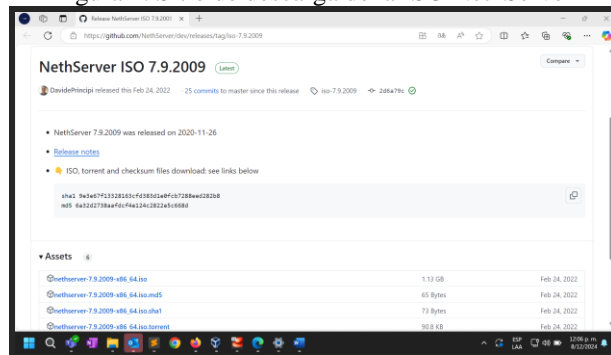 Release NethServer ISO 7.9.2009
https://github.com/NethServer/dev/releases/tag/iso-7.9.2009
NethServer ISO 7.9.2009 Latest
Compare
DavidePrincipi released this Feb 24, 2022 25 commits to master since this release iso-7.9.2009 2d6a79c
NethServer 7.9.2009 was released on 2020-11-26
Release notes
ISO, torrent and checksum files download: see links below
sha1
md5
Assets 6
nethserver-7.9.2009-x86_64.iso 1.13 GB Feb 24, 2022
nethserver-7.9.2009-x86_64.iso.md5 65 Bytes Feb 24, 2022
nethserver-7.9.2009-x86_64.iso.sha1 73 Bytes Feb 24, 2022
nethserver-7.9.2009-x86_64.iso.torrent 90.8 KB Feb 24, 2022
ESP
LAA
12:06 p. m.
8/12/2024